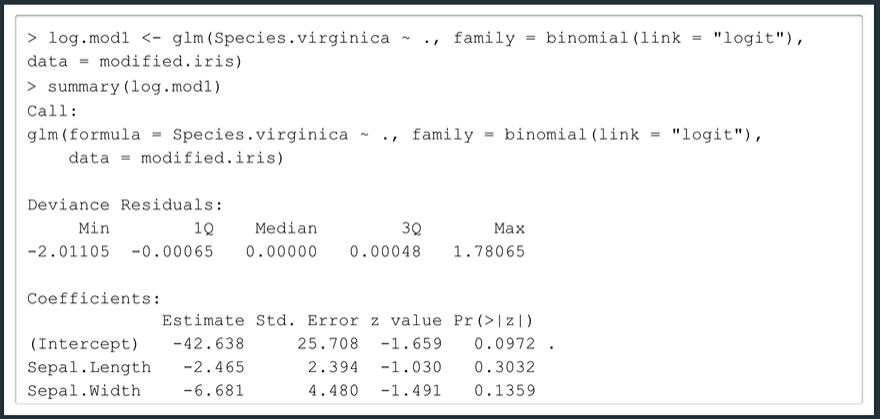 > log.mod1 <- glm(Species.virginica ~ ., family = binomial(link = "logit"),
data = modified.iris)
> summary(log.mod1)
Call:
glm(formula = Species.virginica ~ ., family = binomial(link = "logit"),
    data = modified.iris)

Deviance Residuals:
     Min        1Q    Median        3Q       Max
-2.01105  -0.00065   0.00000   0.00048   1.78065

Coefficients:
             Estimate Std. Error z value Pr(>|z|)
(Intercept)   -42.638     25.708  -1.659   0.0972 .
Sepal.Length   -2.465      2.394  -1.030   0.3032
Sepal.Width    -6.681      4.480  -1.491   0.1359